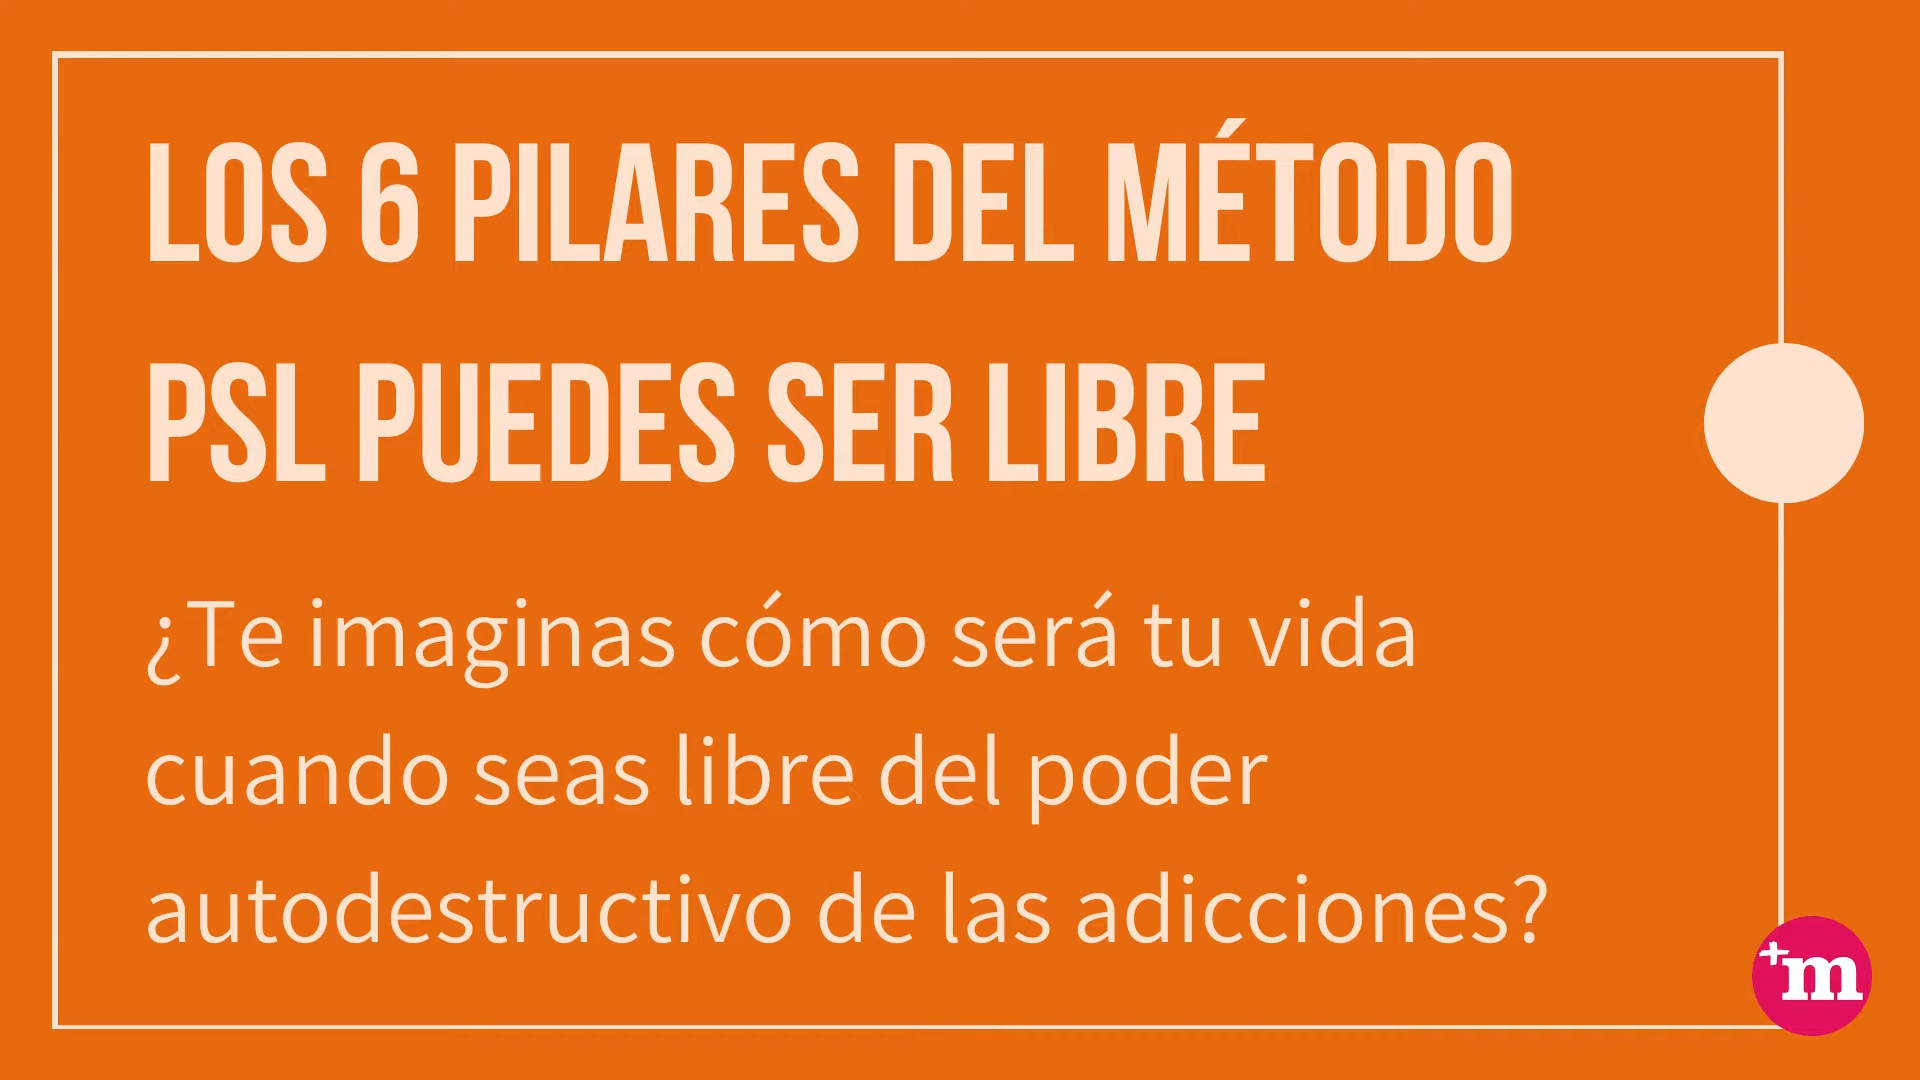 LOS 6 PILARES DEL MÉTODO
PSL PUEDES SER LIBRE
¿Te imaginas cómo será tu vida
cuando seas libre del poder
autodestructivo de las adicciones?
+m